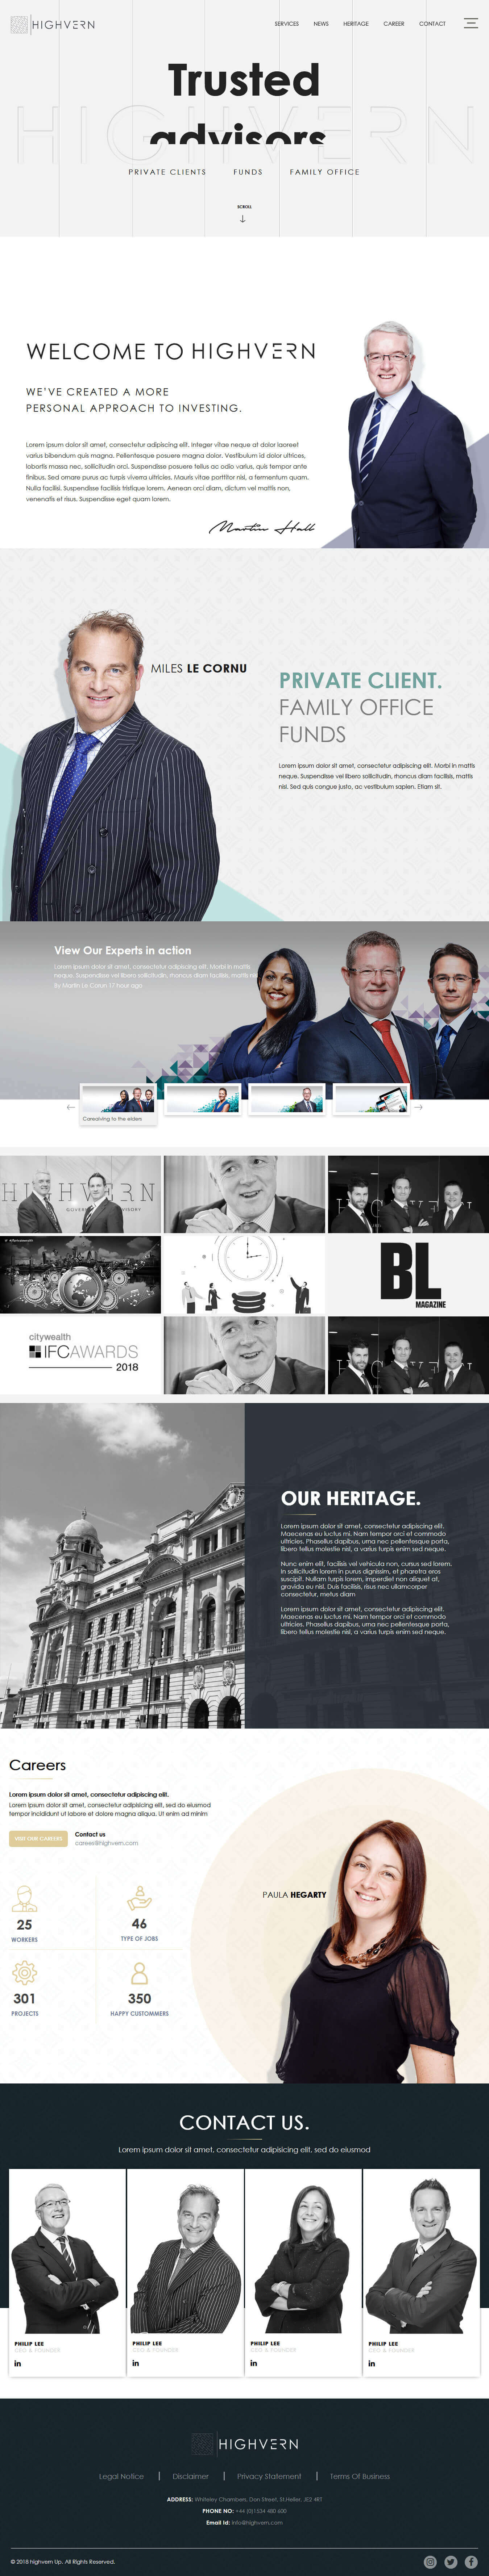 HIGHVERN
SERVICES NEWS HERITAGE CAREER CONTACT
Trusted
advisors
HIGHVERN
PRIVATE CLIENTS FUNDS FAMILY OFFICE
SCROLL
WELCOME TO HIGHVERN
WE'VE CREATED A MORE
PERSONAL APPROACH TO INVESTING.
Lorem ipsum dolor sit amet, consectetur adipiscing elit. Integer vitae neque at dolor laoreet
varius bibendum quis magna. Pellentesque posuere magna dolor. Vestibulum id dolor ultrices,
lobortis massa nec, sollicitudin orci. Suspendisse posuere tellus ac odio varius, quis tempor ante
finibus. Sed ornare purus ac turpis viverra ultricies. Mauris vitae porttitor nisi, a fermentum quam.
Nulla facilisi. Suspendisse facilisis tristique lorem. Aenean orci diam, dictum vel mattis non,
venenatis et risus. Suspendisse eget quam lorem.
Martin Hall
MILES LE CORNU
PRIVATE CLIENT.
FAMILY OFFICE
FUNDS
Lorem ipsum dolor sit amet, consectetur adipiscing elit. Morbi in mattis
neque. Suspendisse vel libero sollicitudin, rhoncus diam facilisis, mattis
nisi. Sed quis congue justo, ac vestibulum sapien. Etiam sit.
View Our Experts in action
Lorem ipsum dolor sit amet, consectetur adipiscing elit. Morbi in mattis
neque. Suspendisse vel libero sollicitudin, rhoncus diam facilisis, mattis nisi.
By Martin Le Corun 17 hour ago
HIGHVERN
BL
MAGAZINE
citywealth
IFCAWARDS
2018
OUR HERITAGE.
Lorem ipsum dolor sit amet, consectetur adipiscing elit.
Maecenas eu luctus mi. Nam tempor orci et commodo
ultricies. Phasellus dapibus, urna nec pellentesque porta,
libero tellus molestie nisl, a varius turpis enim sed neque.
Nunc enim elit, facilisis vel vehicula non, cursus sed lorem.
In sollicitudin lorem in purus dignissim, et pharetra eros
suscipit. Nullam turpis lorem, imperdiet non aliquet at,
gravida eu nisl. Duis facilisis, risus nec ullamcorper
consectetur, metus diam
Lorem ipsum dolor sit amet, consectetur adipiscing elit.
Maecenas eu luctus mi. Nam tempor orci et commodo
ultricies. Phasellus dapibus, urna nec pellentesque porta,
libero tellus molestie nisl, a varius turpis enim sed neque.
Careers
Lorem ipsum dolor sit amet, consectetur adipiscing elit.
Lorem ipsum dolor sit amet, consectetur adipiscing elit, sed do eiusmod
tempor incididunt ut labore et dolore magna aliqua. Ut enim ad minim
VISIT OUR CAREERS
Contact us
career@highvern.com
PAULA HEGARTY
25
WORKERS
46
TYPE OF JOBS
301
PROJECTS
350
HAPPY CUSTOMMERS
CONTACT US.
Lorem ipsum dolor sit amet, consectetur adipisicing elit, sed do eiusmod
PHILIP LEE
CEO & FOUNDER
in
PHILIP LEE
CEO & FOUNDER
in
PHILIP LEE
CEO & FOUNDER
in
PHILIP LEE
CEO & FOUNDER
in
HIGHVERN
Legal Notice | Disclaimer | Privacy Statement | Terms Of Business
ADDRESS: Whiteley Chambers, Don Street, St.Helier, JE2 4RT
PHONE NO: +44 (0)1534 480 600
Email Id: info@highvern.com
© 2018 highvern Up. All Rights Reserved.